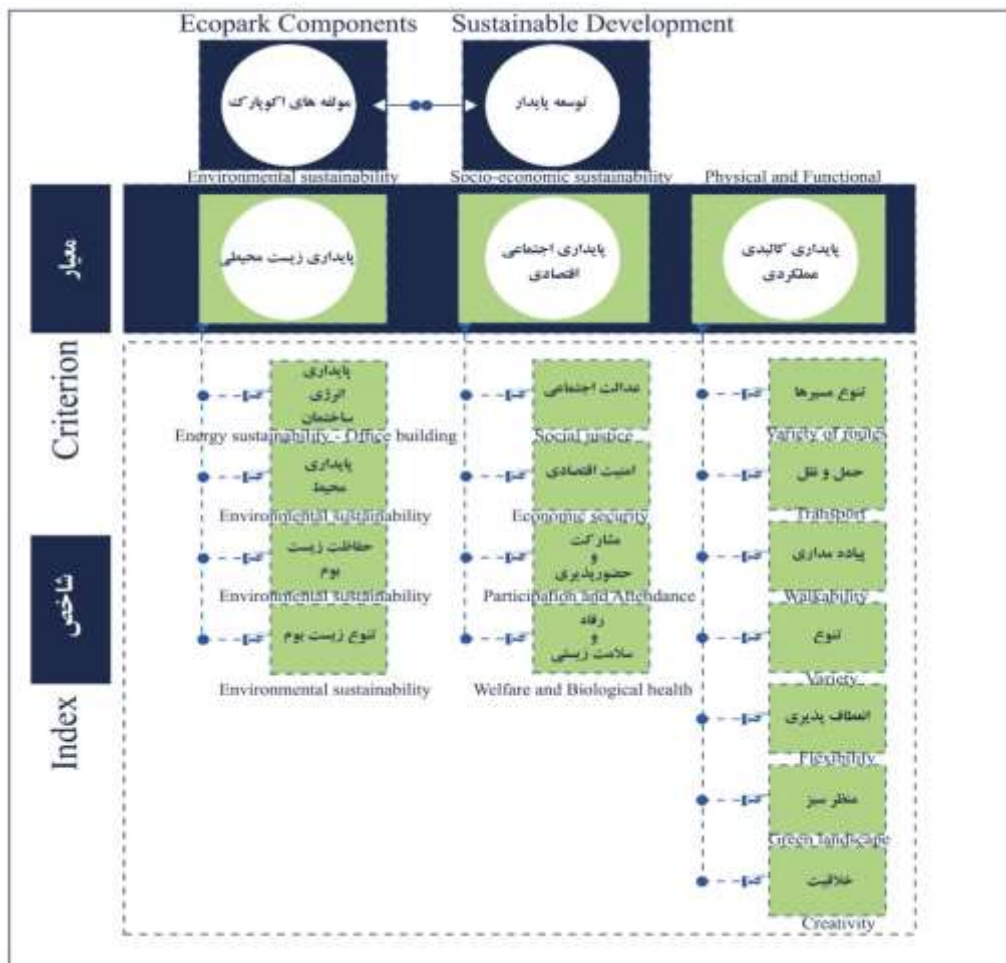 Ecopark Components
Sustainable Development
مولفه های اکوپارک
توسعه پایدار
Environmental sustainability
Socio-economic sustainability
Physical and Functional
معیار
Criterion
پایداری زیست محیطی
پایداری اجتماعی
اقتصادی
پایداری کالبدی
عملکردی
شاخص
Index
پایداری
انرژی
ساختمان
Energy sustainability - Office building
پایداری
محیط
Environmental sustainability
حفاظت زیست
بوم
Environmental sustainability
تنوع زیست بوم
Environmental sustainability
عدالت اجتماعی
Social justice
امنیت اقتصادی
Economic security
مشارکت
و
حضورپذیری
Participation and Attendance
رفاه
و
سلامت زیستی
Welfare and Biological health
تنوع مسیرها
Variety of routes
حمل و نقل
Transport
پیاده مداری
Walkability
تنوع
Variety
انعطاف پذیری
Flexibility
منظر سبز
Green landscape
خلاقیت
Creativity